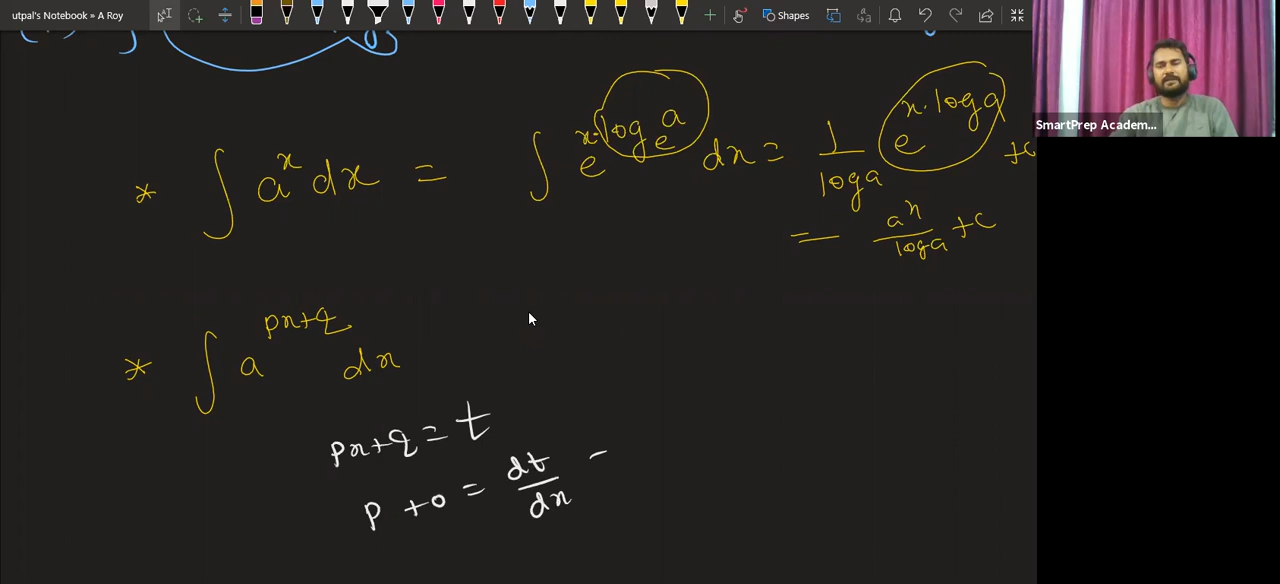 utpal's Notebook » A Roy
Shapes
SmartPrep Academ...
* ∫ a^x dx = ∫ e^(x·log_e a) dx = 1/log a e^(x·log a) + c
= a^x/log a + c
* ∫ a^(px+q) dx
px+q = t
p + 0 = dt/dx =